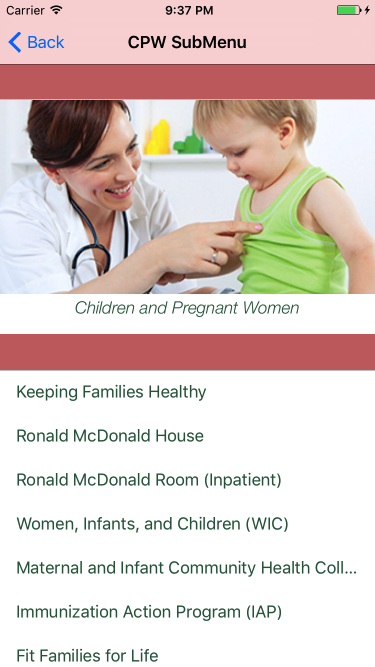 Carrier 9:37 PM
Back CPW SubMenu
Children and Pregnant Women
Keeping Families Healthy
Ronald McDonald House
Ronald McDonald Room (Inpatient)
Women, Infants, and Children (WIC)
Maternal and Infant Community Health Coll...
Immunization Action Program (IAP)
Fit Families for Life